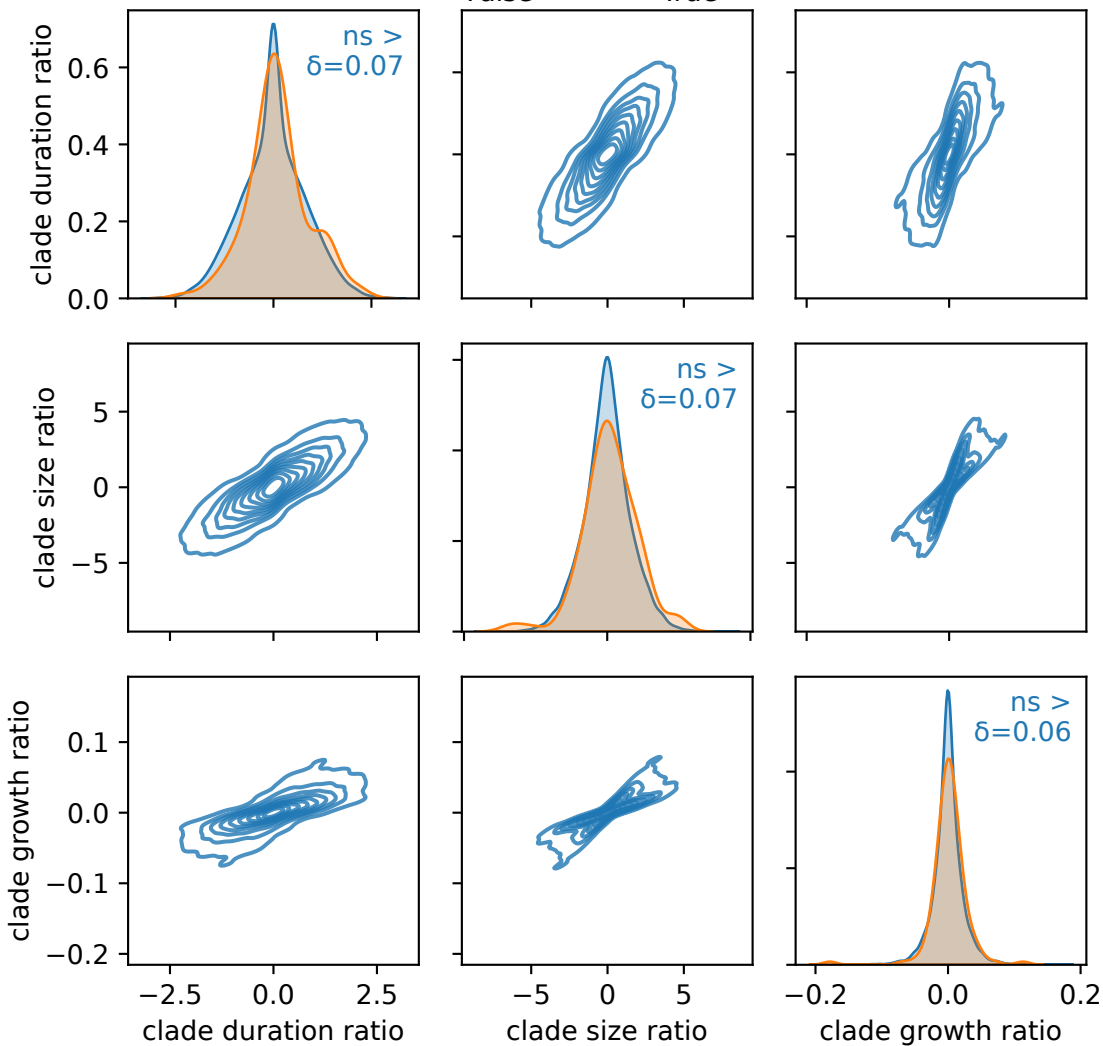 clade duration ratio
0.6
0.4
0.2
0.0
ns >
δ=0.07
clade size ratio
5
0
−5
ns >
δ=0.07
clade growth ratio
0.1
0.0
−0.1
−0.2
ns >
δ=0.06
−2.5 0.0 2.5
clade duration ratio
−5 0 5
clade size ratio
−0.2 0.0 0.2
clade growth ratio